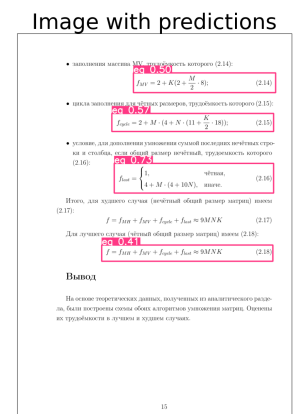 Image with predictions
• заполнения массива MV, трудоёмкость которого (2.14):
eq 0.50
f_MV = 2 + K(2 + M/2 · 8); (2.14)
• цикла заполнения для чётных размеров, трудоёмкость которого (2.15):
eq 0.57
f_cycle = 2 + M · (4 + N · (11 + K/2 · 18)); (2.15)
• условие, для дополнения умножения суммой последних нечётных строки и столбца, если общий размер нечётный, трудоемкость которого
(2.16):
eq 0.73
f_last = { 1, чётная,
4 + M · (4 + 10N), иначе. (2.16)
Итого, для худшего случая (нечётный общий размер матриц) имеем
(2.17):
f = f_MH + f_MV + f_cycle + f_last ≈ 9MNK (2.17)
Для лучшего случая (чётный общий размер матриц) имеем (2.18):
eq 0.41
f = f_MH + f_MV + f_cycle + f_last ≈ 9MNK (2.18)
Вывод
На основе теоретических данных, полученных из аналитического раздела, были построены схемы обоих алгоритмов умножения матриц. Оценены
их трудоёмкости в лучшем и худшем случаях.
15